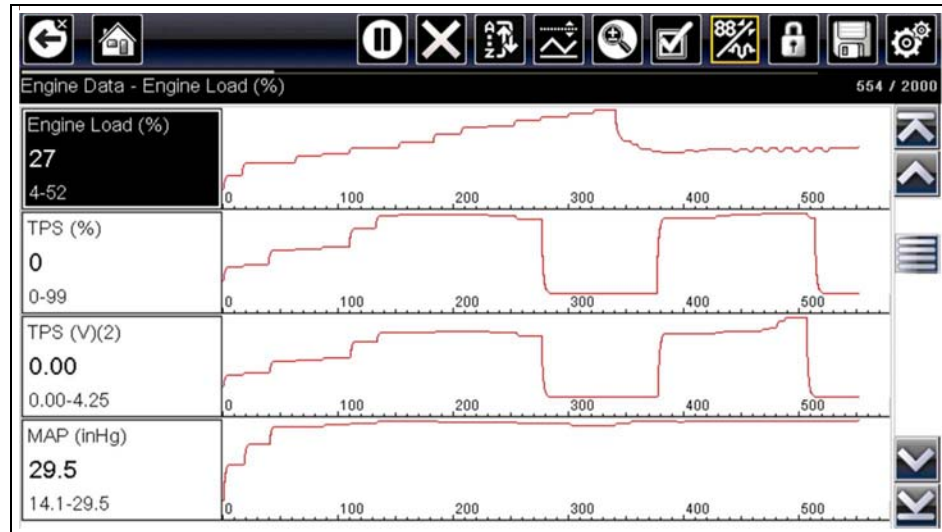 A
Z
88
Engine Data - Engine Load (%)
554 / 2000
Engine Load (%)
27
4-52
0 100 200 300 400 500
TPS (%)
0
0-99
0 100 200 300 400 500
TPS (V)(2)
0.00
0.00-4.25
0 100 200 300 400 500
MAP (inHg)
29.5
14.1-29.5
0 100 200 300 400 500